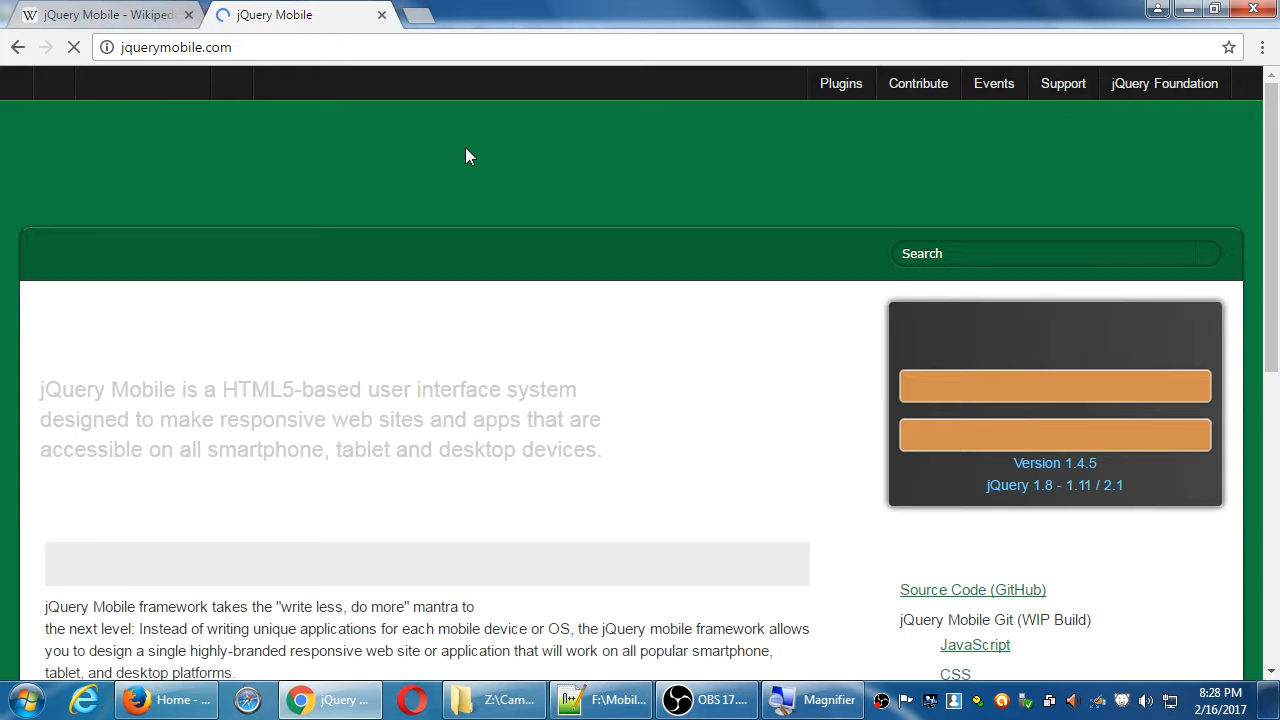 jQuery Mobile - Wikiped
jQuery Mobile
jquerymobile.com
Plugins
Contribute
Events
Support
jQuery Foundation
Search
jQuery Mobile is a HTML5-based user interface system
designed to make responsive web sites and apps that are
accessible on all smartphone, tablet and desktop devices.
Version 1.4.5
jQuery 1.8 - 1.11 / 2.1
jQuery Mobile framework takes the "write less, do more" mantra to
the next level: Instead of writing unique applications for each mobile device or OS, the jQuery mobile framework allows
you to design a single highly-branded responsive web site or application that will work on all popular smartphone,
tablet, and desktop platforms.
Source Code (GitHub)
jQuery Mobile Git (WIP Build)
JavaScript
CSS
Home - ...
jQuery ...
Z:\Cam...
F:\Mobil...
OBS 17....
Magnifier
8:28 PM
2/16/2017